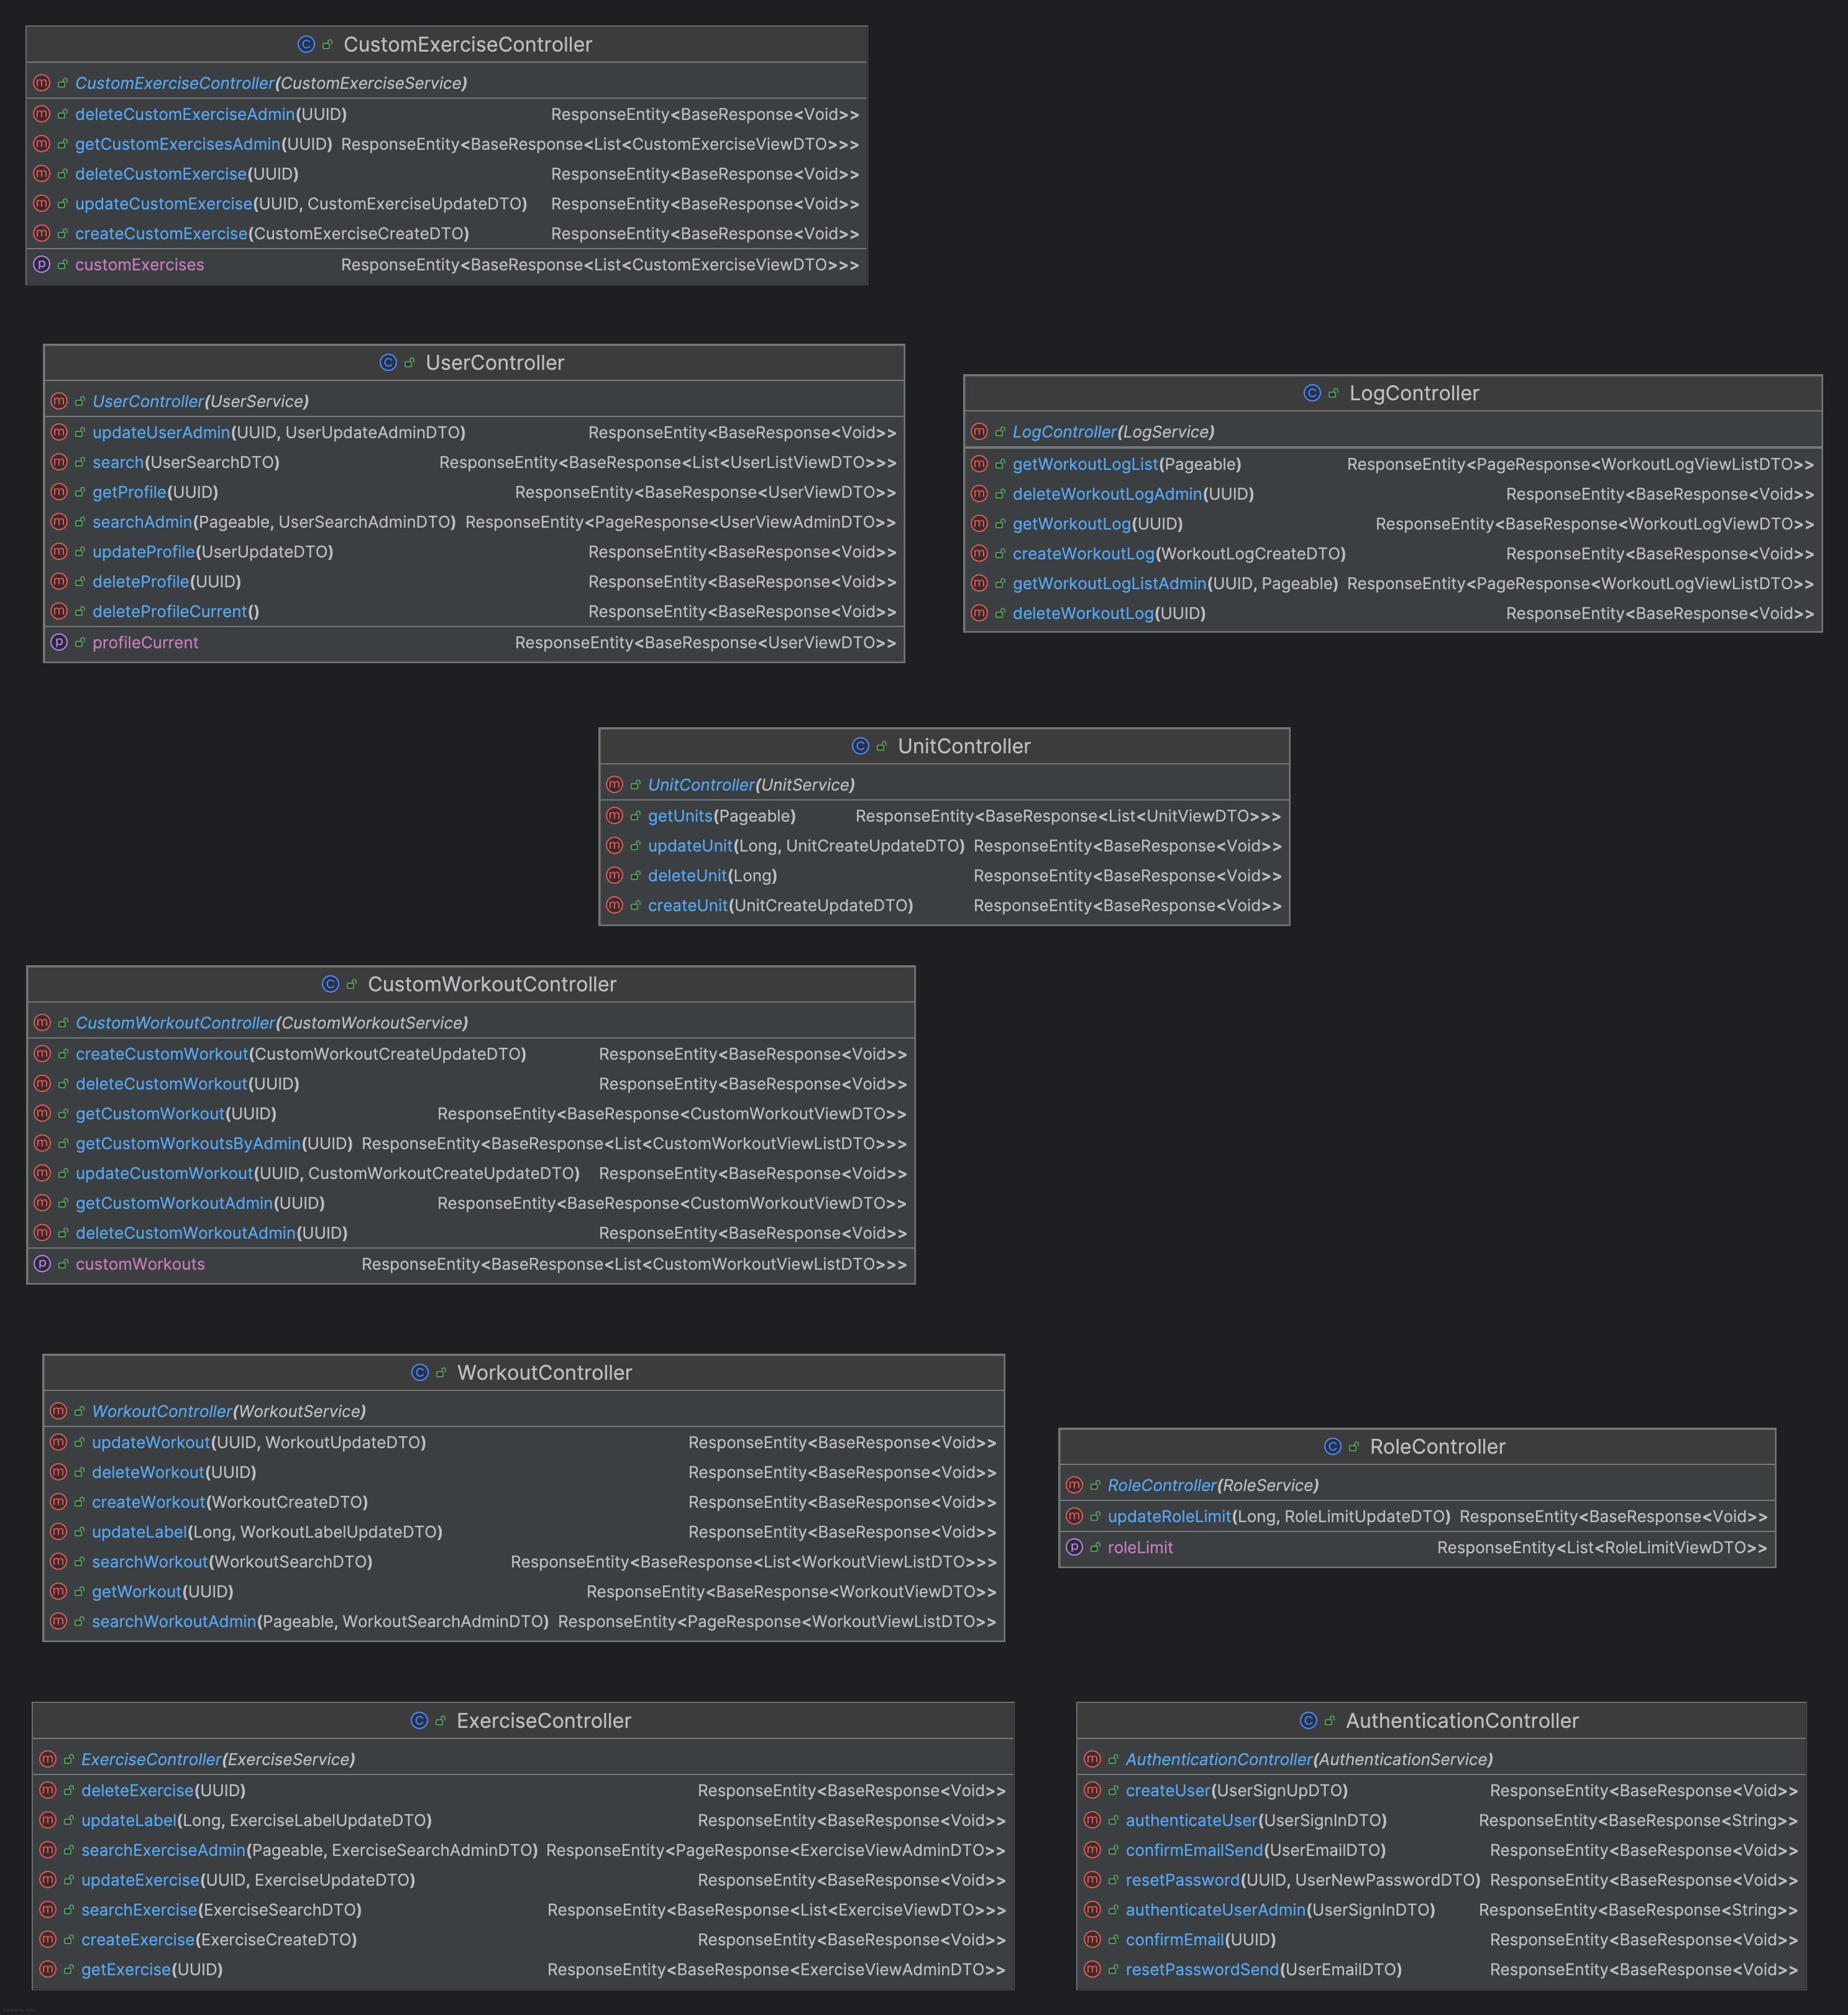 CustomExerciseController
CustomExerciseController(CustomExerciseService)
deleteCustomExerciseAdmin(UUID) ResponseEntity<BaseResponse<Void>>
getCustomExercisesAdmin(UUID) ResponseEntity<BaseResponse<List<CustomExerciseViewDTO>>>
deleteCustomExercise(UUID) ResponseEntity<BaseResponse<Void>>
updateCustomExercise(UUID, CustomExerciseUpdateDTO) ResponseEntity<BaseResponse<Void>>
createCustomExercise(CustomExerciseCreateDTO) ResponseEntity<BaseResponse<Void>>
customExercises ResponseEntity<BaseResponse<List<CustomExerciseViewDTO>>>
UserController
UserController(UserService)
updateUserAdmin(UUID, UserUpdateAdminDTO) ResponseEntity<BaseResponse<Void>>
search(UserSearchDTO) ResponseEntity<BaseResponse<List<UserListViewDTO>>>
getProfile(UUID) ResponseEntity<BaseResponse<UserViewDTO>>
searchAdmin(Pageable, UserSearchAdminDTO) ResponseEntity<PageResponse<UserViewAdminDTO>>
updateProfile(UserUpdateDTO) ResponseEntity<BaseResponse<Void>>
deleteProfile(UUID) ResponseEntity<BaseResponse<Void>>
deleteProfileCurrent() ResponseEntity<BaseResponse<Void>>
profileCurrent ResponseEntity<BaseResponse<UserViewDTO>>
LogController
LogController(LogService)
getWorkoutLogList(Pageable) ResponseEntity<PageResponse<WorkoutLogViewListDTO>>
deleteWorkoutLogAdmin(UUID) ResponseEntity<BaseResponse<Void>>
getWorkoutLog(UUID) ResponseEntity<BaseResponse<WorkoutLogViewDTO>>
createWorkoutLog(WorkoutLogCreateDTO) ResponseEntity<BaseResponse<Void>>
getWorkoutLogListAdmin(UUID, Pageable) ResponseEntity<PageResponse<WorkoutLogViewListDTO>>
deleteWorkoutLog(UUID) ResponseEntity<BaseResponse<Void>>
UnitController
UnitController(UnitService)
getUnits(Pageable) ResponseEntity<BaseResponse<List<UnitViewDTO>>>
updateUnit(Long, UnitCreateUpdateDTO) ResponseEntity<BaseResponse<Void>>
deleteUnit(Long) ResponseEntity<BaseResponse<Void>>
createUnit(UnitCreateUpdateDTO) ResponseEntity<BaseResponse<Void>>
CustomWorkoutController
CustomWorkoutController(CustomWorkoutService)
createCustomWorkout(CustomWorkoutCreateUpdateDTO) ResponseEntity<BaseResponse<Void>>
deleteCustomWorkout(UUID) ResponseEntity<BaseResponse<Void>>
getCustomWorkout(UUID) ResponseEntity<BaseResponse<CustomWorkoutViewDTO>>
getCustomWorkoutsByAdmin(UUID) ResponseEntity<BaseResponse<List<CustomWorkoutViewListDTO>>>
updateCustomWorkout(UUID, CustomWorkoutCreateUpdateDTO) ResponseEntity<BaseResponse<Void>>
getCustomWorkoutAdmin(UUID) ResponseEntity<BaseResponse<CustomWorkoutViewDTO>>
deleteCustomWorkoutAdmin(UUID) ResponseEntity<BaseResponse<Void>>
customWorkouts ResponseEntity<BaseResponse<List<CustomWorkoutViewListDTO>>>
WorkoutController
WorkoutController(WorkoutService)
updateWorkout(UUID, WorkoutUpdateDTO) ResponseEntity<BaseResponse<Void>>
deleteWorkout(UUID) ResponseEntity<BaseResponse<Void>>
createWorkout(WorkoutCreateDTO) ResponseEntity<BaseResponse<Void>>
updateLabel(Long, WorkoutLabelUpdateDTO) ResponseEntity<BaseResponse<Void>>
searchWorkout(WorkoutSearchDTO) ResponseEntity<BaseResponse<List<WorkoutViewListDTO>>>
getWorkout(UUID) ResponseEntity<BaseResponse<WorkoutViewDTO>>
searchWorkoutAdmin(Pageable, WorkoutSearchAdminDTO) ResponseEntity<PageResponse<WorkoutViewListDTO>>
RoleController
RoleController(RoleService)
updateRoleLimit(Long, RoleLimitUpdateDTO) ResponseEntity<BaseResponse<Void>>
roleLimit ResponseEntity<List<RoleLimitViewDTO>>
ExerciseController
ExerciseController(ExerciseService)
deleteExercise(UUID) ResponseEntity<BaseResponse<Void>>
updateLabel(Long, ExerciseLabelUpdateDTO) ResponseEntity<BaseResponse<Void>>
searchExerciseAdmin(Pageable, ExerciseSearchAdminDTO) ResponseEntity<PageResponse<ExerciseViewAdminDTO>>
updateExercise(UUID, ExerciseUpdateDTO) ResponseEntity<BaseResponse<Void>>
searchExercise(ExerciseSearchDTO) ResponseEntity<BaseResponse<List<ExerciseViewDTO>>>
createExercise(ExerciseCreateDTO) ResponseEntity<BaseResponse<Void>>
getExercise(UUID) ResponseEntity<BaseResponse<ExerciseViewAdminDTO>>
AuthenticationController
AuthenticationController(AuthenticationService)
createUser(UserSignUpDTO) ResponseEntity<BaseResponse<Void>>
authenticateUser(UserSignInDTO) ResponseEntity<BaseResponse<String>>
confirmEmailSend(UserEmailDTO) ResponseEntity<BaseResponse<Void>>
resetPassword(UUID, UserNewPasswordDTO) ResponseEntity<BaseResponse<Void>>
authenticateUserAdmin(UserSignInDTO) ResponseEntity<BaseResponse<String>>
confirmEmail(UUID) ResponseEntity<BaseResponse<Void>>
resetPasswordSend(UserEmailDTO) ResponseEntity<BaseResponse<Void>>